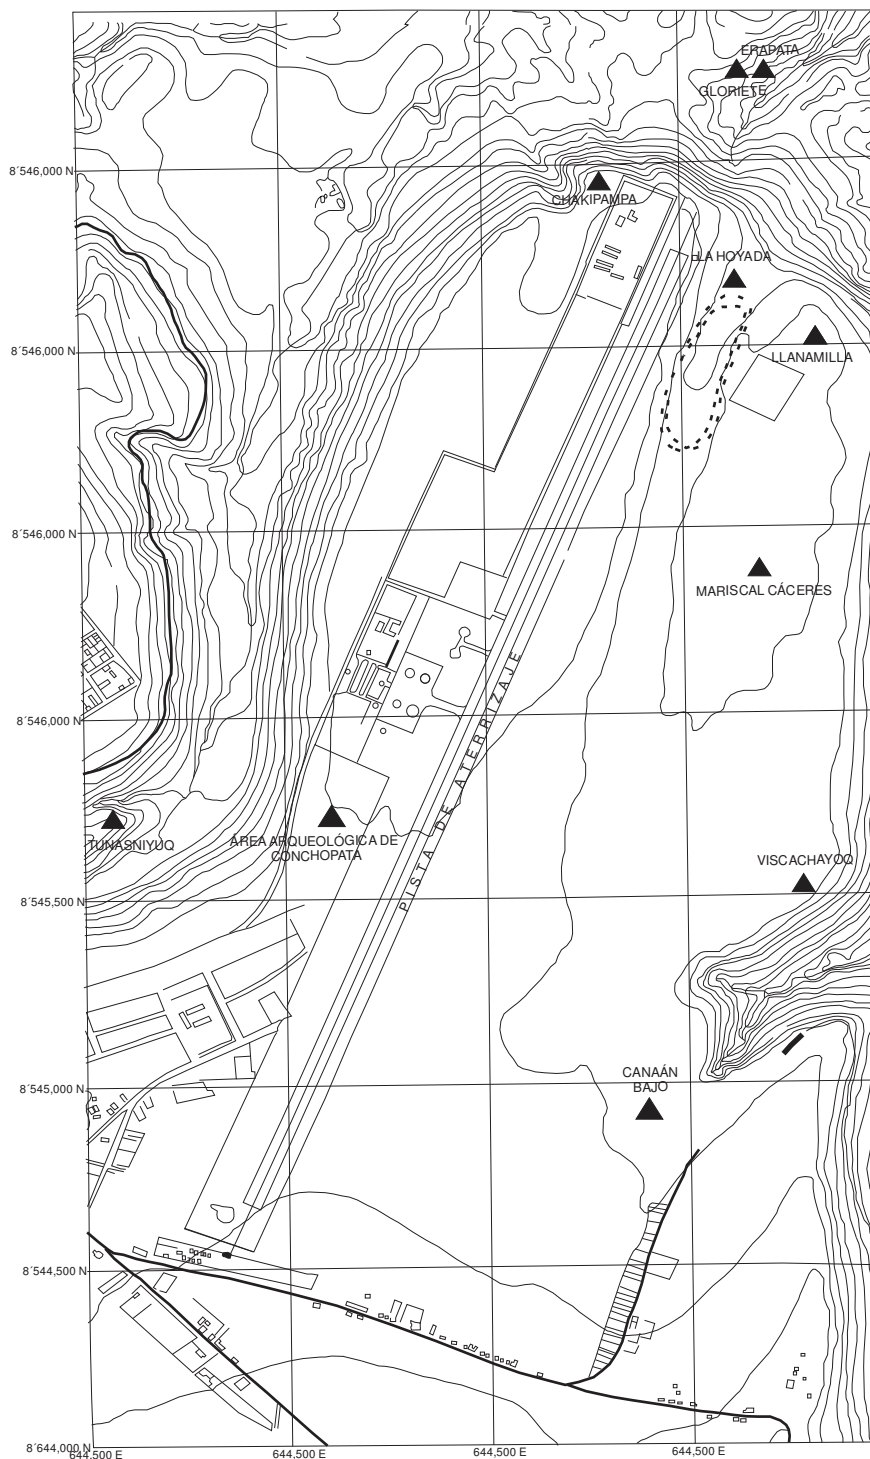 ERAPATA
GLORIETE
8´546,000 N
CHAKIPAMPA
LA HOYADA
8´546,000 N
LLANAMILLA
8´546,000 N
MARISCAL CÁCERES
8´546,000 N
PISTA DE ATERRIZAJE
TUNASNIYUQ
ÁREA ARQUEOLÓGICA DE
CONCHOPATA
VISCACHAYOQ
8´545,500 N
CANAÁN
BAJO
8´545,000 N
8´544,500 N
8´644,000 N
644,500 E
644,500 E
644,500 E
644,500 E